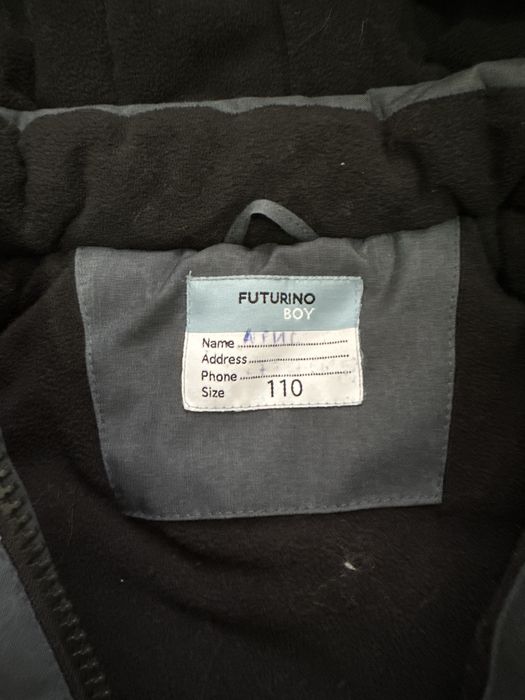 FUTURINO
BOY
Name ....................
Address ....................
Phone ....................
Size 110